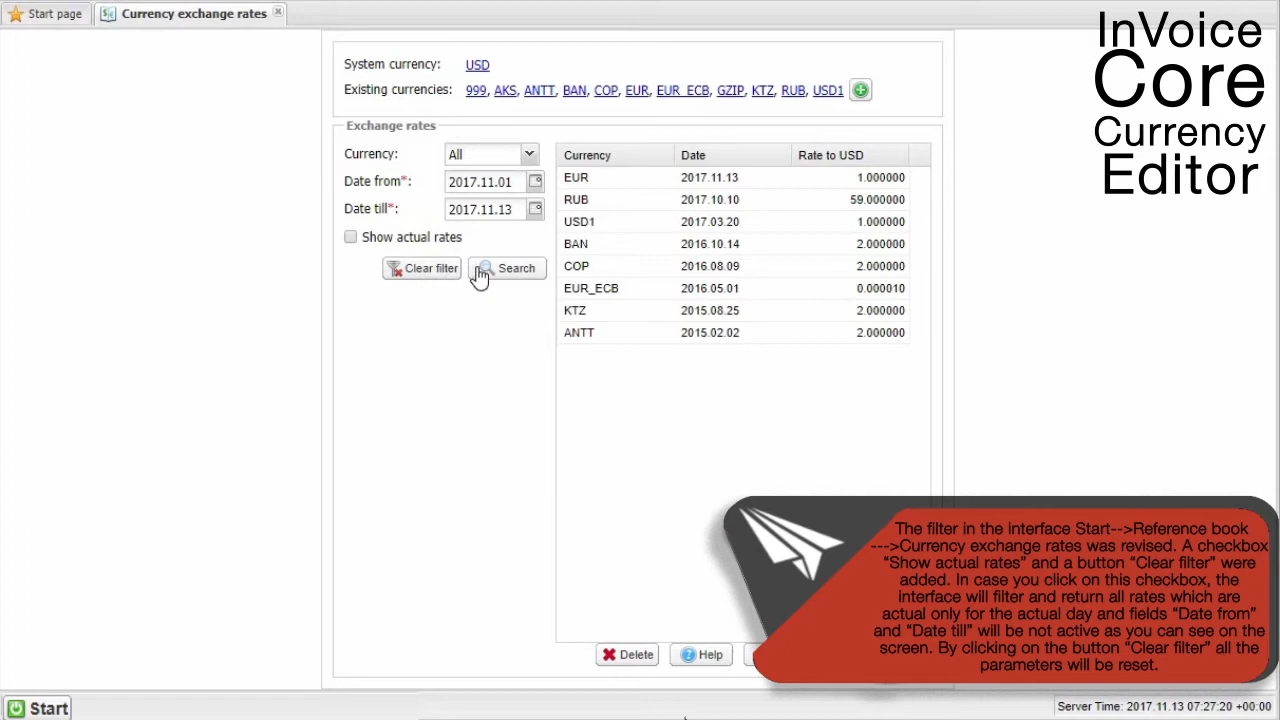 Start page
Currency exchange rates
InVoice
Core
Currency
Editor
System currency: USD
Existing currencies: 999, AKS, ANTT, BAN, COP, EUR, EUR_ECB, GZIP, KTZ, RUB, USD1
Exchange rates
Currency: All
Date from*: 2017.11.01
Date till*: 2017.11.13
Show actual rates
Clear filter
Search
Currency Date Rate to USD
EUR 2017.11.13 1.000000
RUB 2017.10.10 59.000000
USD1 2017.03.20 1.000000
BAN 2016.10.14 2.000000
COP 2016.08.09 2.000000
EUR_ECB 2016.05.01 0.000010
KTZ 2015.08.25 2.000000
ANTT 2015.02.02 2.000000
The filter in the interface Start-->Reference book
--->Currency exchange rates was revised. A checkbox
“Show actual rates” and a button “Clear filter” were
added. In case you click on this checkbox, the
interface will filter and return all rates which are
actual only for the actual day and fields “Date from”
and “Date till” will be not active as you can see on the
screen. By clicking on the button “Clear filter” all the
parameters will be reset.
Delete
Help
Start
Server Time: 2017.11.13 07:27:20 +00:00